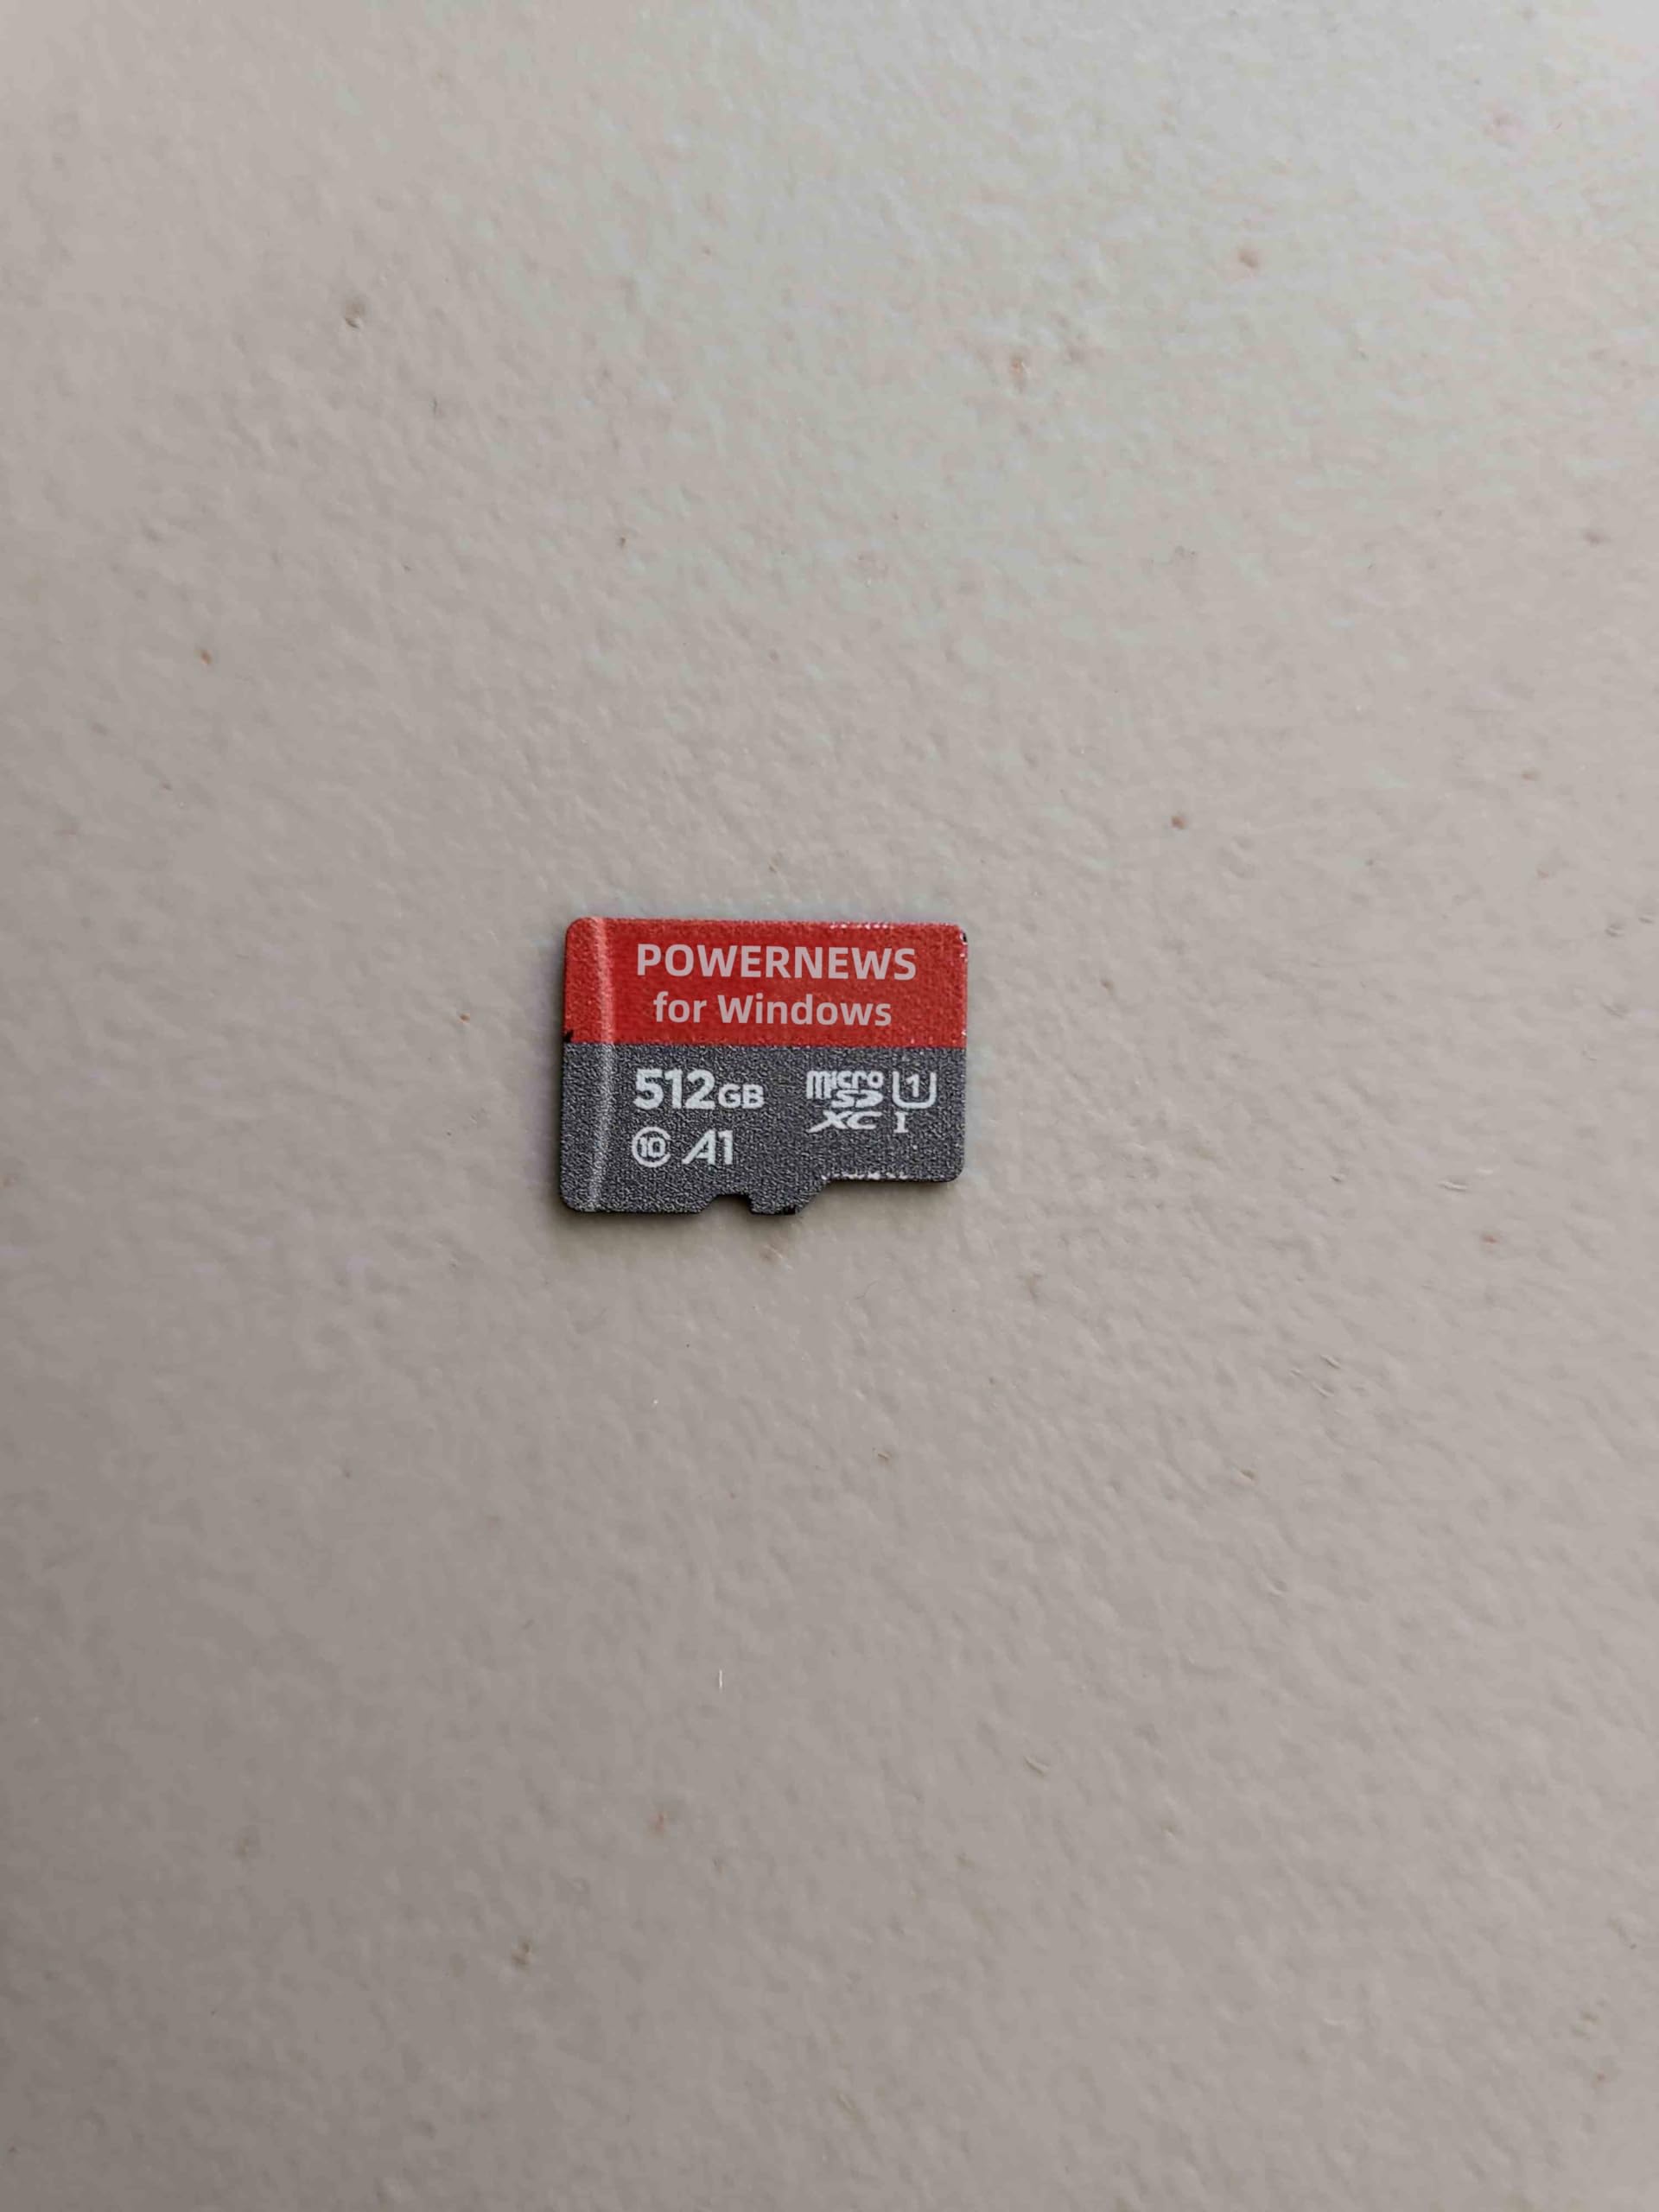 POWERNEWS
for Windows
512GB
micro SD XC U1 I
10 A1